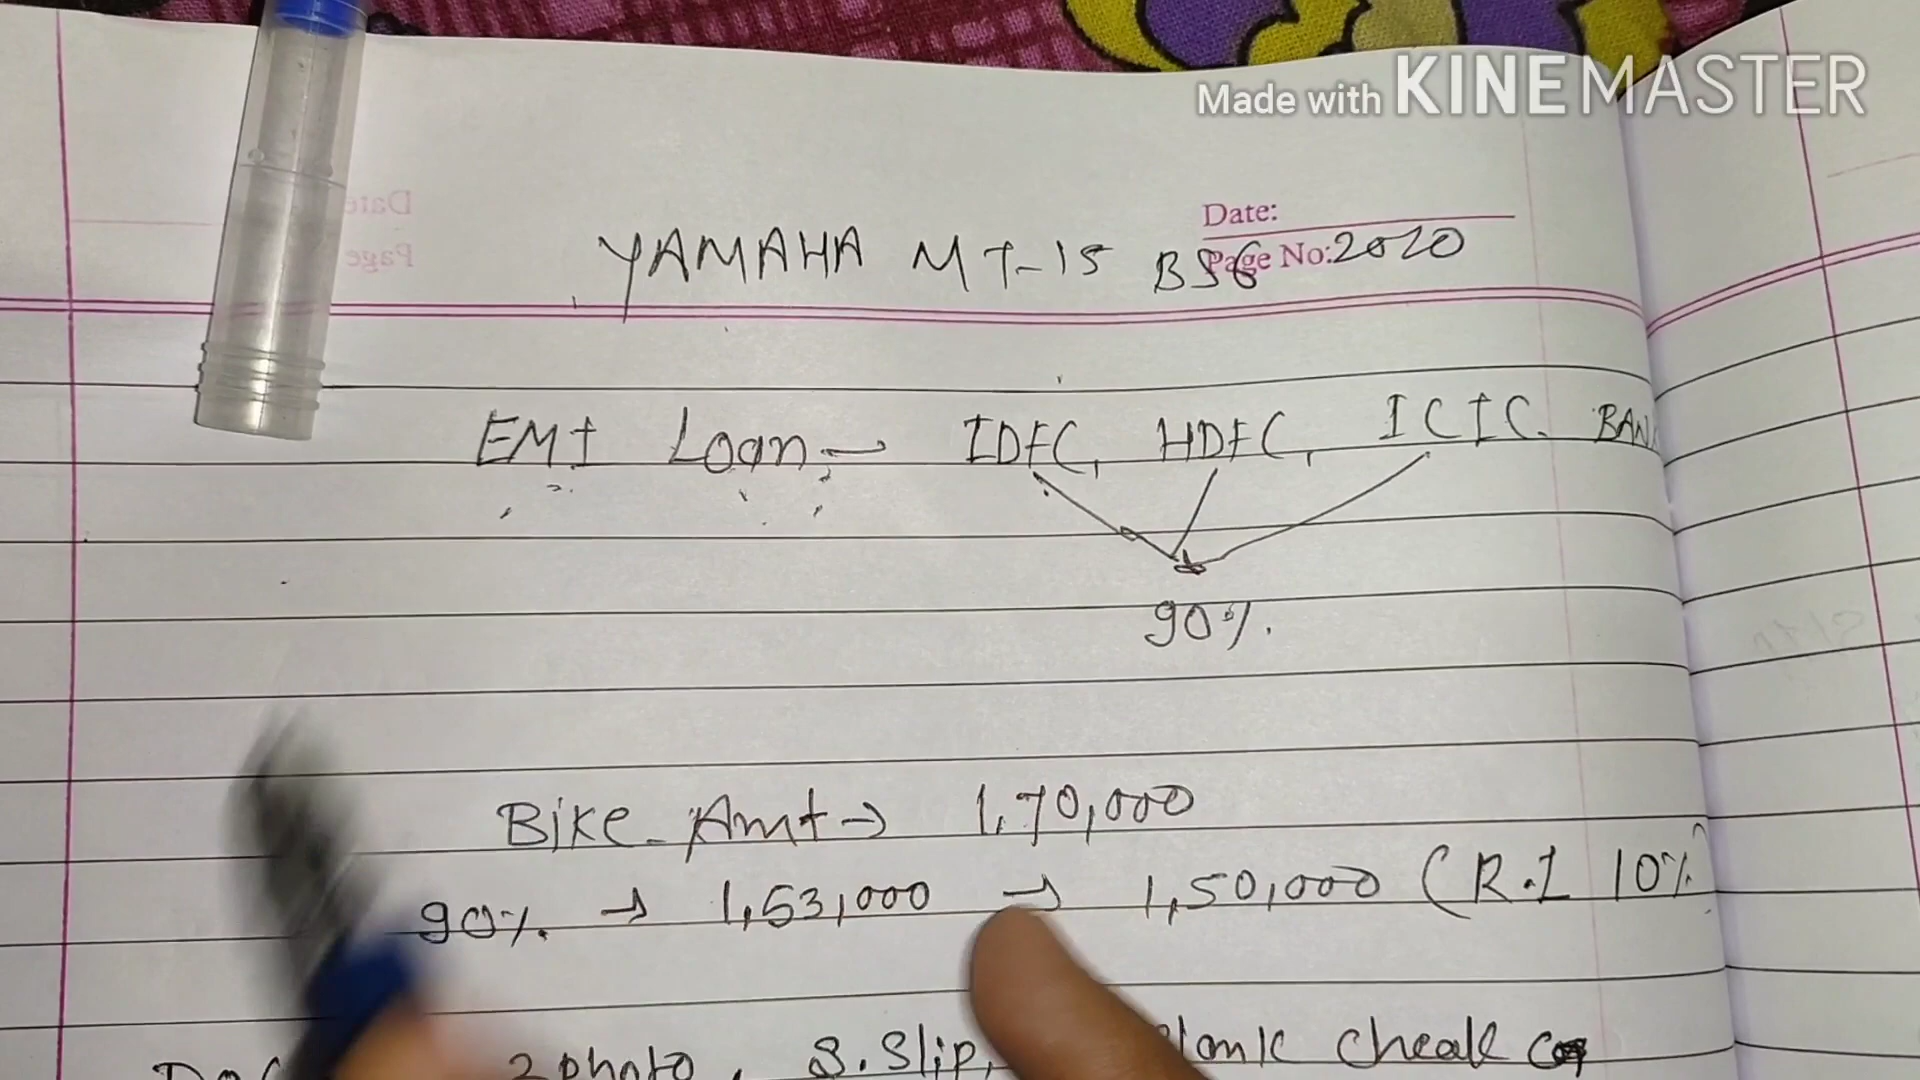 Made with KINEMASTER
Date:
Page No:
YAMAHA MT-15 BS6 2020
EMI Loan → IDFC, HDFC, ICIC. BAN
90%.
Bike Amt → 1,70,000
90%. → 1,53,000 → 1,50,000 (R.I 10%
2 photo, S. Slip, cheak